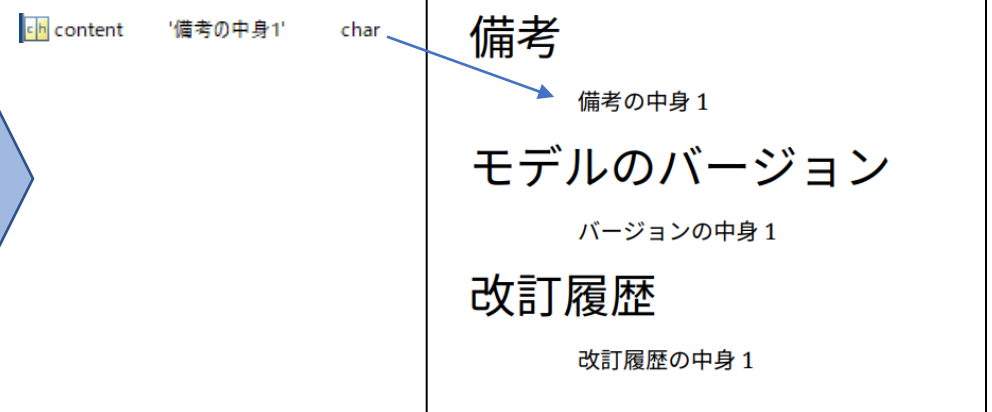 ch content '備考の中身1' char
備考
備考の中身 1
モデルのバージョン
バージョンの中身 1
改訂履歴
改訂履歴の中身 1